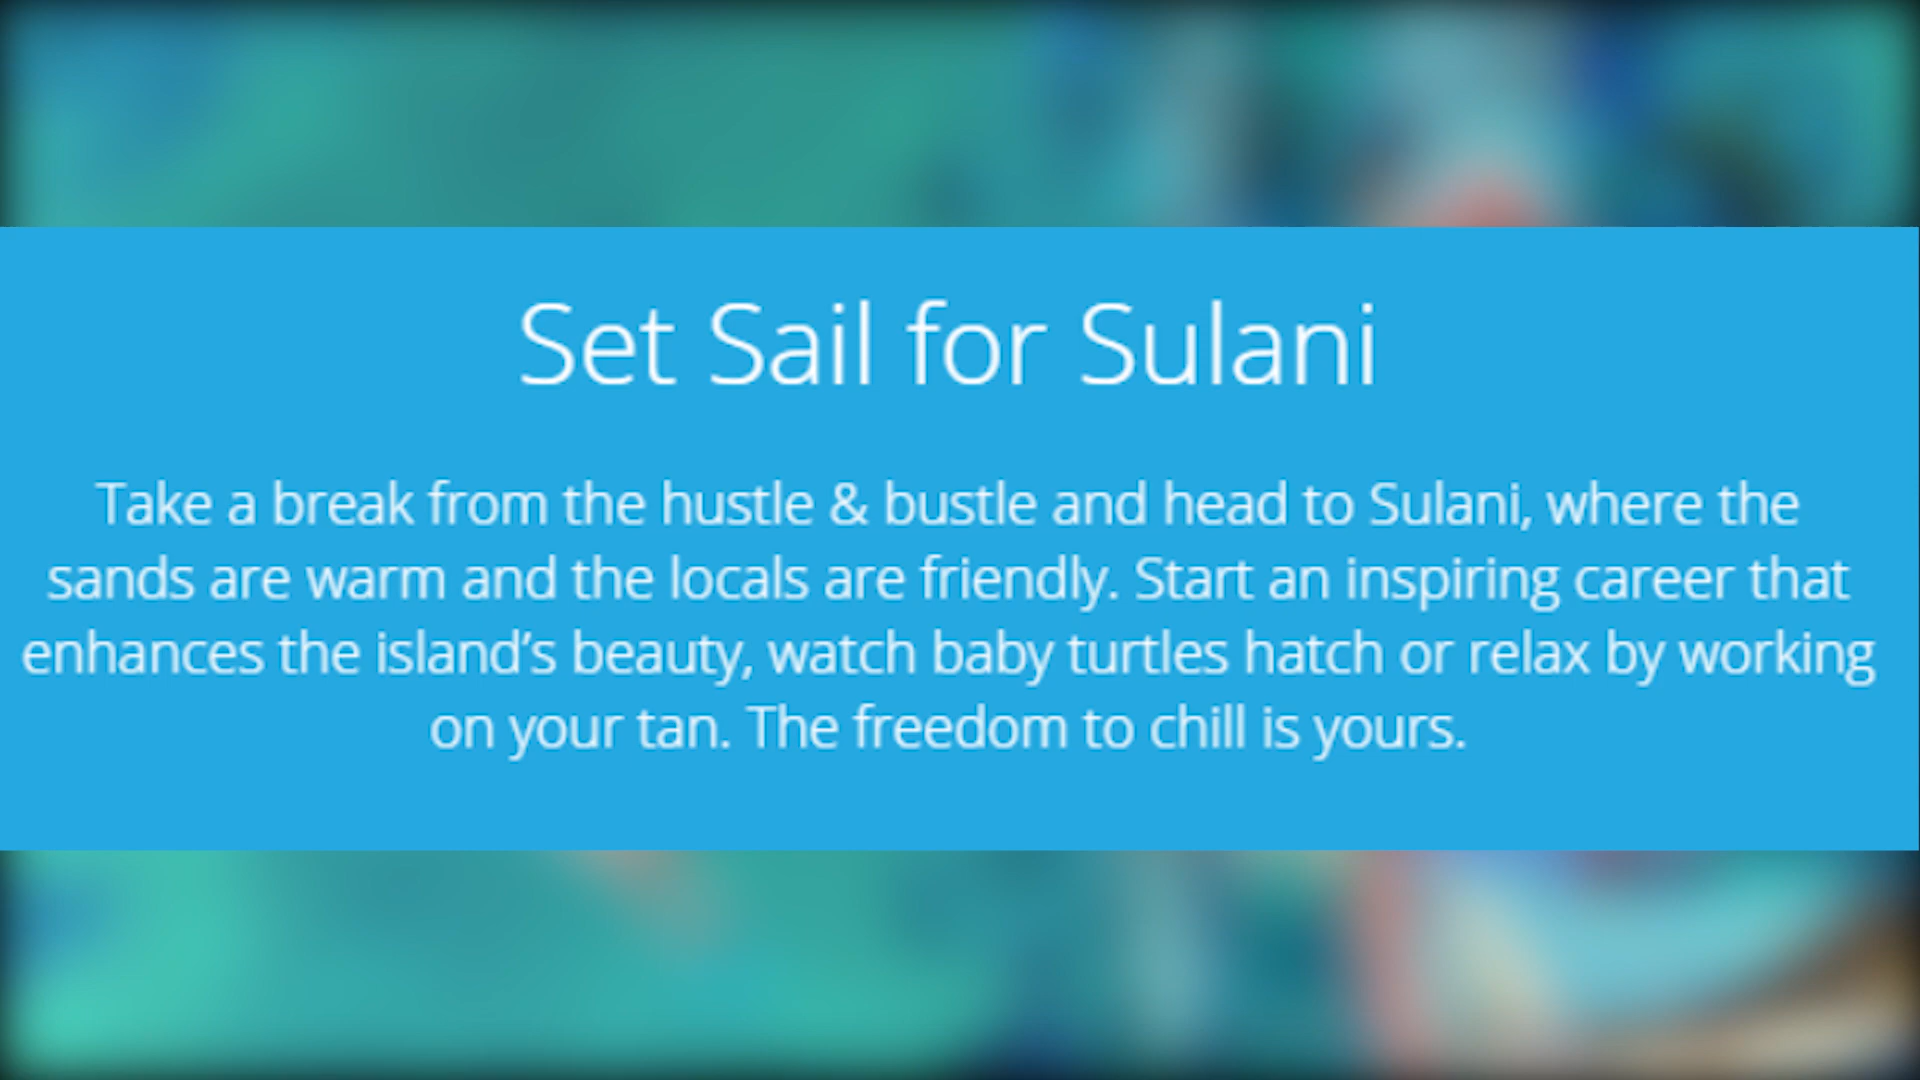 Set Sail for Sulani
Take a break from the hustle & bustle and head to Sulani, where the
sands are warm and the locals are friendly. Start an inspiring career that
enhances the island’s beauty, watch baby turtles hatch or relax by working
on your tan. The freedom to chill is yours.